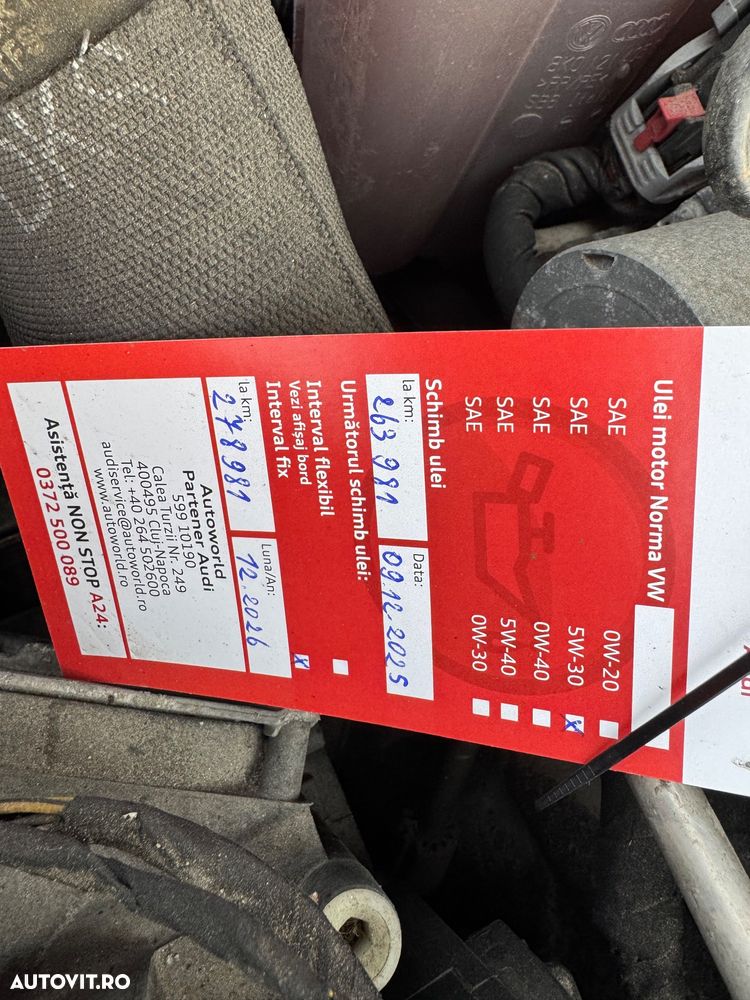 Ulei motor Norma VW
SAE 0W-20
SAE 5W-30 x
SAE 0W-40
SAE 5W-40
SAE 0W-30
Schimb ulei
la km: 263 981
Data: 09.12.2025
Următorul schimb ulei:
Interval flexibil
Vezi afișaj bord
Interval fix x
la km: 278981
Luna/An: 12.2026
Autoworld
Partener Audi
599 10190
Calea Turzii Nr. 249
400495 Cluj-Napoca
Tel: +40 264 502600
audiservice@autoworld.ro
www.autoworld.ro
Asistență NON STOP A24:
0372 500 089
AUTOVIT.RO